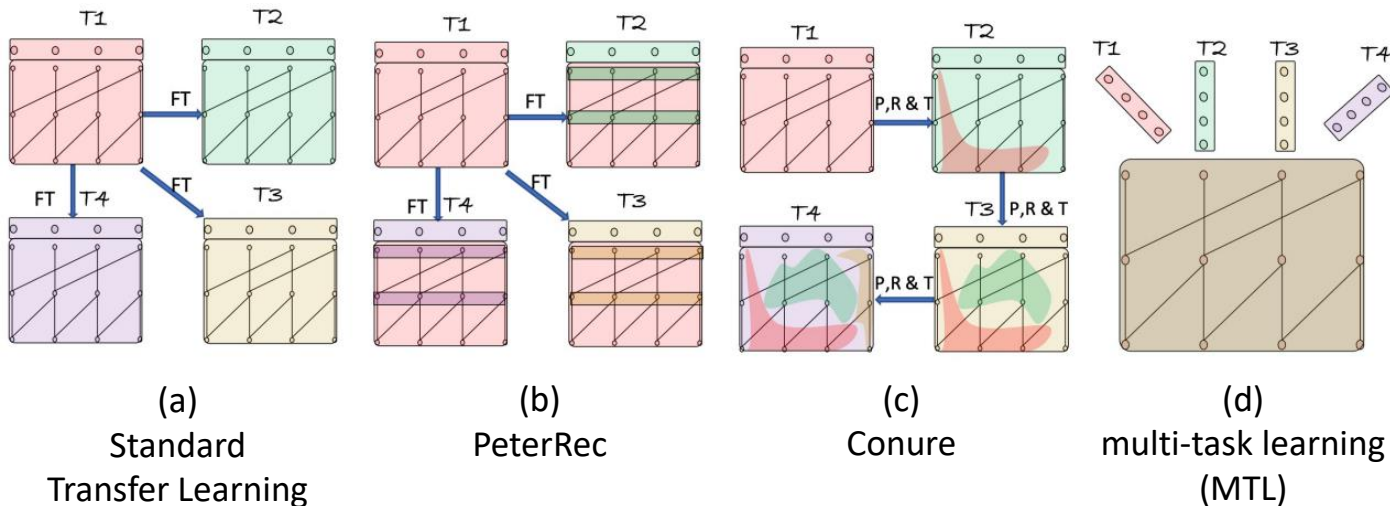 T1
T2
FT
FT
FT
T4
T3
(a)
Standard
Transfer Learning
T1
T2
FT
FT
FT
T4
T3
(b)
PeterRec
T1
T2
P,R & T
P,R & T
T4
T3
P,R & T
(c)
Conure
T1
T2
T3
T4
(d)
multi-task learning
(MTL)